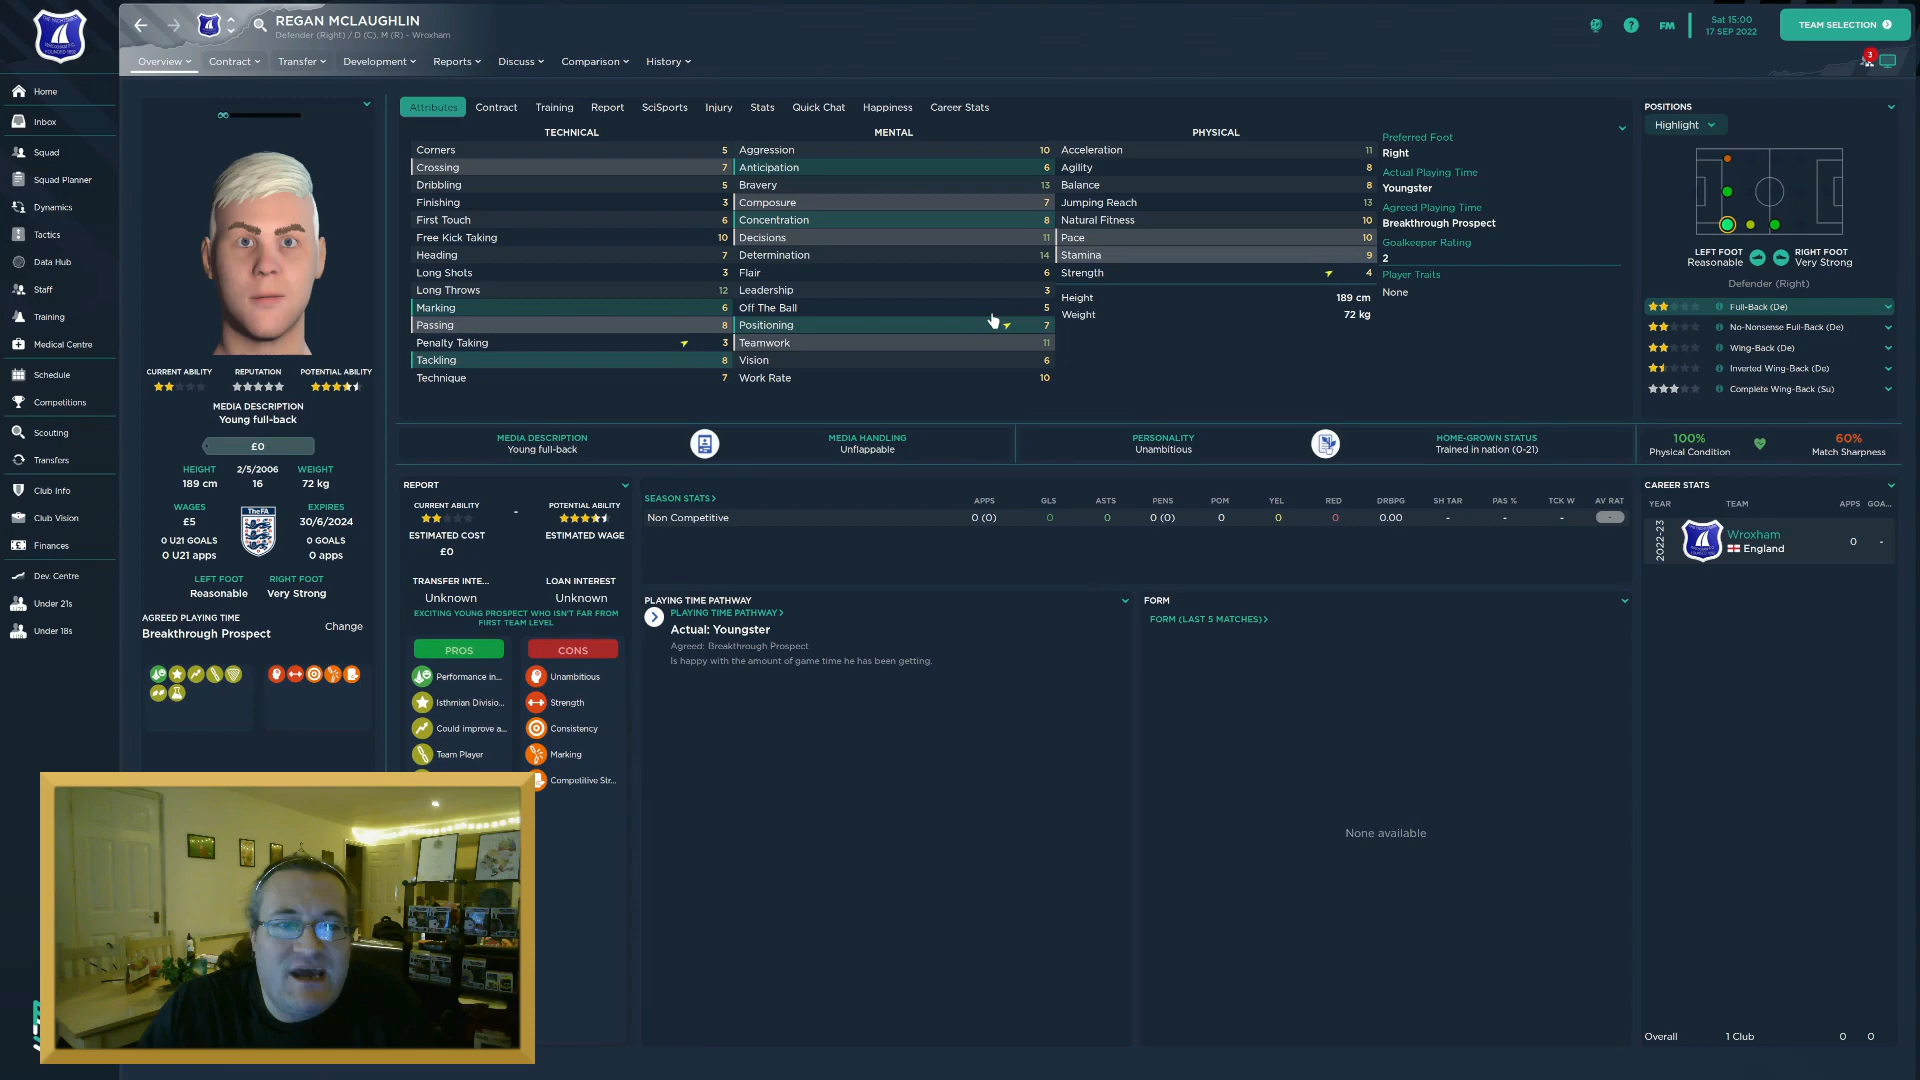 REGAN MCLAUGHLIN
Defender (Right) / D (C), M (R) - Wroxham
FM
Sat 15:00
17 SEP 2022
TEAM SELECTION
3
Overview Contract Transfer Development Reports Discuss Comparison History
Home
Inbox
Squad
Squad Planner
Dynamics
Tactics
Data Hub
Staff
Training
Medical Centre
Schedule
Competitions
Scouting
Transfers
Club Info
Club Vision
Finances
Dev. Centre
Under 21s
Under 18s
CURRENT ABILITY REPUTATION POTENTIAL ABILITY
MEDIA DESCRIPTION
Young full-back
£0
HEIGHT 2/5/2006 WEIGHT
189 cm 16 72 kg
WAGES EXPIRES
£5 TheFA 30/6/2024
0 U21 GOALS 0 GOALS
0 U21 apps 0 apps
LEFT FOOT RIGHT FOOT
Reasonable Very Strong
AGREED PLAYING TIME
Breakthrough Prospect Change
Attributes Contract Training Report SciSports Injury Stats Quick Chat Happiness Career Stats
TECHNICAL MENTAL PHYSICAL
Corners 5 Aggression 10 Acceleration 11
Crossing 7 Anticipation 6 Agility 8
Dribbling 5 Bravery 13 Balance 8
Finishing 3 Composure 7 Jumping Reach 13
First Touch 6 Concentration 8 Natural Fitness 10
Free Kick Taking 10 Decisions 11 Pace 10
Heading 7 Determination 14 Stamina 9
Long Shots 3 Flair 6 Strength 4
Long Throws 12 Leadership 3
Marking 6 Off The Ball 5
Passing 8 Positioning 7
Penalty Taking 3 Teamwork 11
Tackling 8 Vision 6
Technique 7 Work Rate 10
Height 189 cm
Weight 72 kg
Preferred Foot
Right
Actual Playing Time
Youngster
Agreed Playing Time
Breakthrough Prospect
Goalkeeper Rating
2
Player Traits
None
POSITIONS
Highlight
LEFT FOOT RIGHT FOOT
Reasonable Very Strong
Defender (Right)
Full-Back (De)
No-Nonsense Full-Back (De)
Wing-Back (De)
Inverted Wing-Back (De)
Complete Wing-Back (Su)
MEDIA DESCRIPTION MEDIA HANDLING PERSONALITY HOME-GROWN STATUS
Young full-back Unflappable Unambitious Trained in nation (0-21)
100% 60%
Physical Condition Match Sharpness
REPORT
CURRENT ABILITY - POTENTIAL ABILITY
ESTIMATED COST ESTIMATED WAGE
£0
TRANSFER INTE... LOAN INTEREST
Unknown Unknown
EXCITING YOUNG PROSPECT WHO ISN'T FAR FROM
FIRST TEAM LEVEL
PROS CONS
Performance in... Unambitious
Isthmian Divisio... Strength
Could improve a... Consistency
Team Player Marking
Competitive Str...
SEASON STATS APPS GLS ASTS PENS POM YEL RED DRBPG SH TAR PAS % TCK W AV RAT
Non Competitive 0 (0) 0 0 0 (0) 0 0 0 0.00 - - - -
PLAYING TIME PATHWAY
PLAYING TIME PATHWAY
Actual: Youngster
Agreed: Breakthrough Prospect
Is happy with the amount of game time he has been getting.
FORM
FORM (LAST 5 MATCHES)
None available
CAREER STATS
YEAR TEAM APPS GOA...
2022-23 Wroxham 0 -
England
Overall 1 Club 0 0